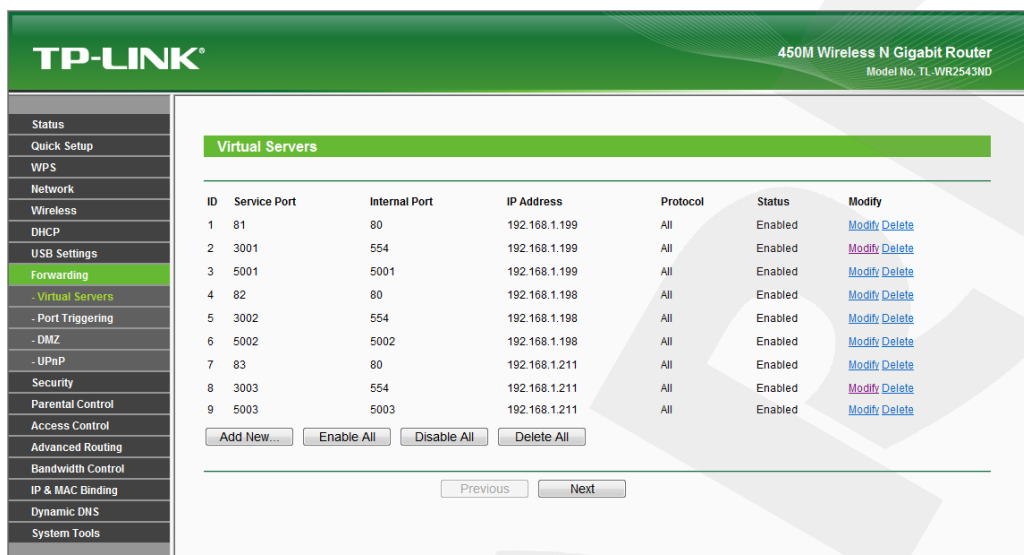 TP-LINK®
450M Wireless N Gigabit Router
Model No. TL-WR2543ND
Status
Quick Setup
WPS
Network
Wireless
DHCP
USB Settings
Forwarding
- Virtual Servers
- Port Triggering
- DMZ
- UPnP
Security
Parental Control
Access Control
Advanced Routing
Bandwidth Control
IP & MAC Binding
Dynamic DNS
System Tools
Virtual Servers
ID Service Port Internal Port IP Address Protocol Status Modify
1 81 80 192.168.1.199 All Enabled Modify Delete
2 3001 554 192.168.1.199 All Enabled Modify Delete
3 5001 5001 192.168.1.199 All Enabled Modify Delete
4 82 80 192.168.1.198 All Enabled Modify Delete
5 3002 554 192.168.1.198 All Enabled Modify Delete
6 5002 5002 192.168.1.198 All Enabled Modify Delete
7 83 80 192.168.1.211 All Enabled Modify Delete
8 3003 554 192.168.1.211 All Enabled Modify Delete
9 5003 5003 192.168.1.211 All Enabled Modify Delete
Add New... Enable All Disable All Delete All
Previous Next